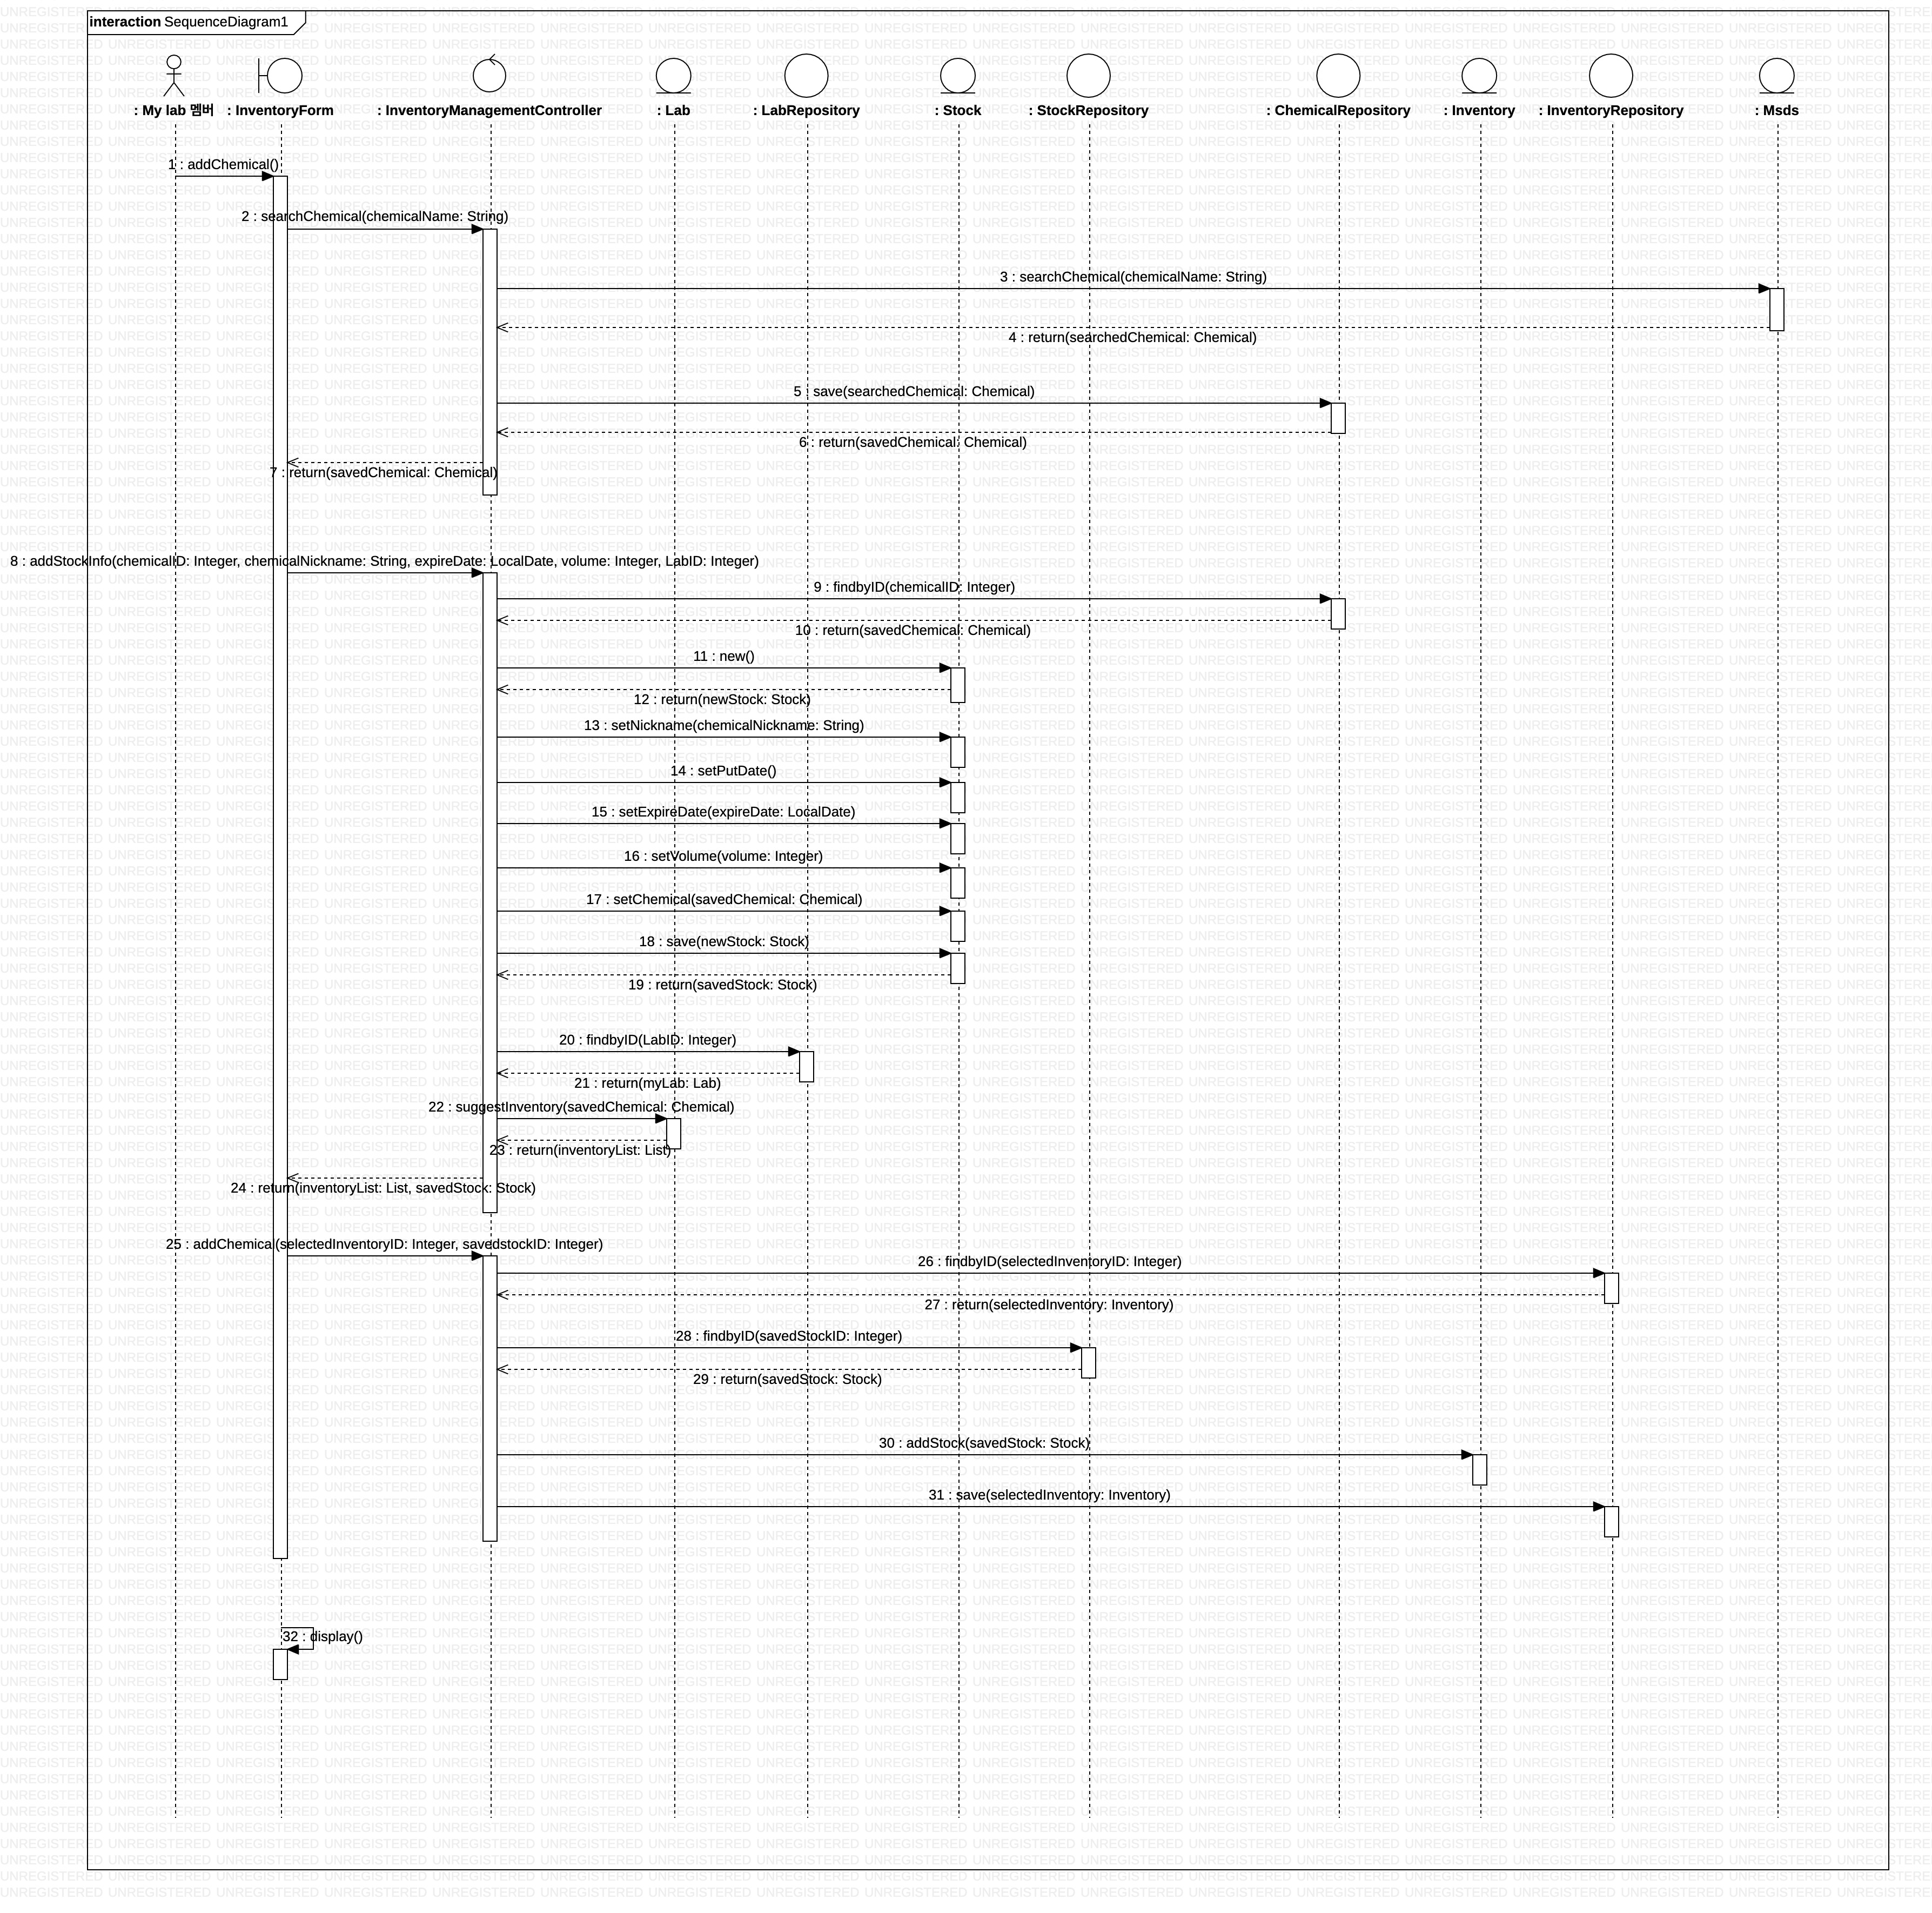 interaction SequenceDiagram1
: My lab 멤버
: InventoryForm
: InventoryManagementController
: Lab
: LabRepository
: Stock
: StockRepository
: ChemicalRepository
: Inventory
: InventoryRepository
: Msds
1 : addChemical()
2 : searchChemical(chemicalName: String)
3 : searchChemical(chemicalName: String)
4 : return(searchedChemical: Chemical)
5 : save(searchedChemical: Chemical)
6 : return(savedChemical: Chemical)
7 : return(savedChemical: Chemical)
8 : addStockInfo(chemicalID: Integer, chemicalNickname: String, expireDate: LocalDate, volume: Integer, LabID: Integer)
9 : findbyID(chemicalID: Integer)
10 : return(savedChemical: Chemical)
11 : new()
12 : return(newStock: Stock)
13 : setNickname(chemicalNickname: String)
14 : setPutDate()
15 : setExpireDate(expireDate: LocalDate)
16 : setVolume(volume: Integer)
17 : setChemical(savedChemical: Chemical)
18 : save(newStock: Stock)
19 : return(savedStock: Stock)
20 : findbyID(LabID: Integer)
21 : return(myLab: Lab)
22 : suggestInventory(savedChemical: Chemical)
23 : return(inventoryList: List)
24 : return(inventoryList: List, savedStock: Stock)
25 : addChemical(selectedInventoryID: Integer, savedstockID: Integer)
26 : findbyID(selectedInventoryID: Integer)
27 : return(selectedInventory: Inventory)
28 : findbyID(savedStockID: Integer)
29 : return(savedStock: Stock)
30 : addStock(savedStock: Stock)
31 : save(selectedInventory: Inventory)
32 : display()
UNREGISTERED